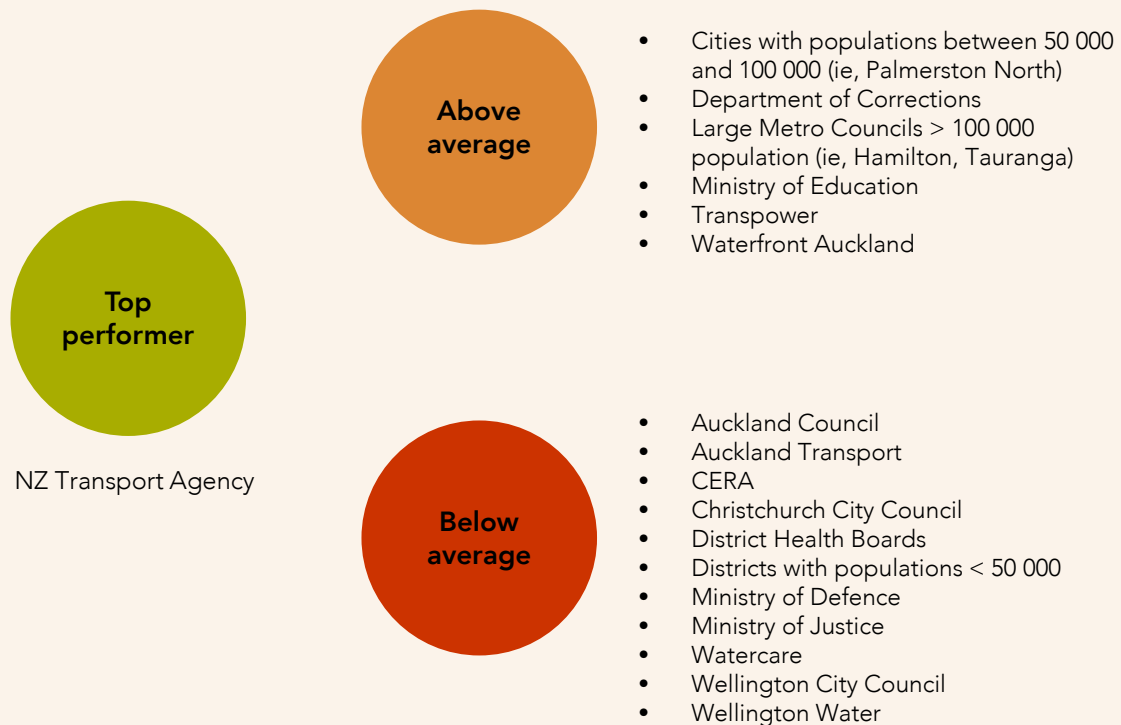 Top
performer
NZ Transport Agency
Above
average
• Cities with populations between 50 000
and 100 000 (ie, Palmerston North)
• Department of Corrections
• Large Metro Councils > 100 000
population (ie, Hamilton, Tauranga)
• Ministry of Education
• Transpower
• Waterfront Auckland
Below
average
• Auckland Council
• Auckland Transport
• CERA
• Christchurch City Council
• District Health Boards
• Districts with populations < 50 000
• Ministry of Defence
• Ministry of Justice
• Watercare
• Wellington City Council
• Wellington Water